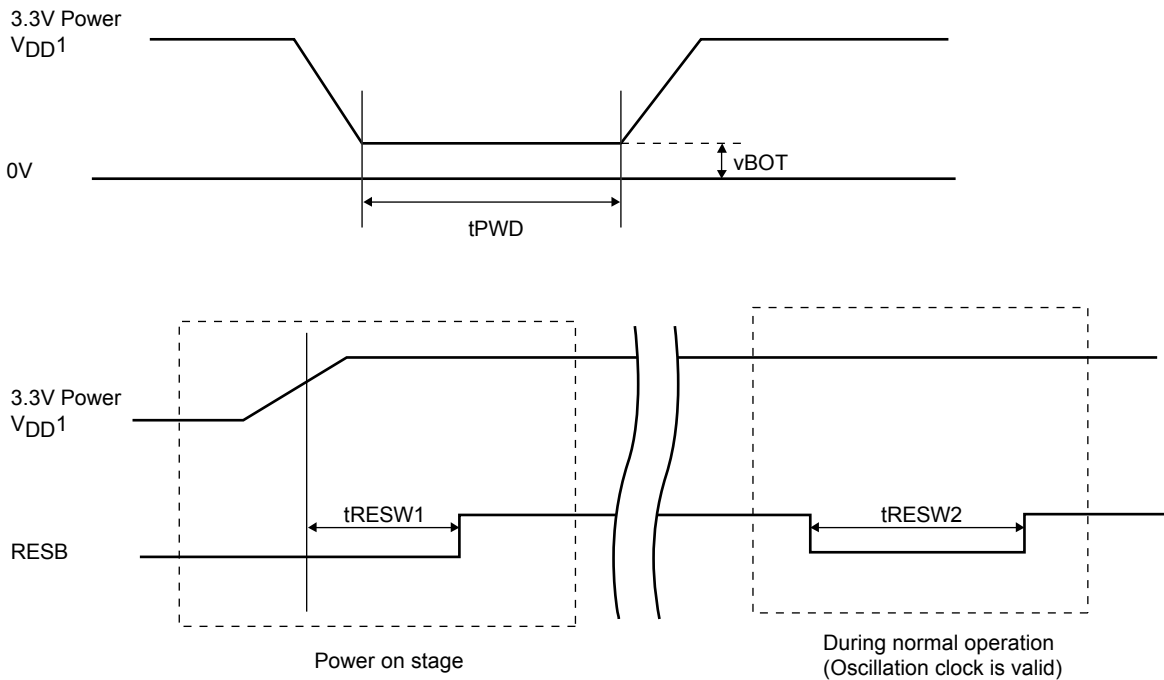 3.3V Power
VDD1
0V
vBOT
tPWD
3.3V Power
VDD1
tRESW1
tRESW2
RESB
Power on stage
During normal operation
(Oscillation clock is valid)